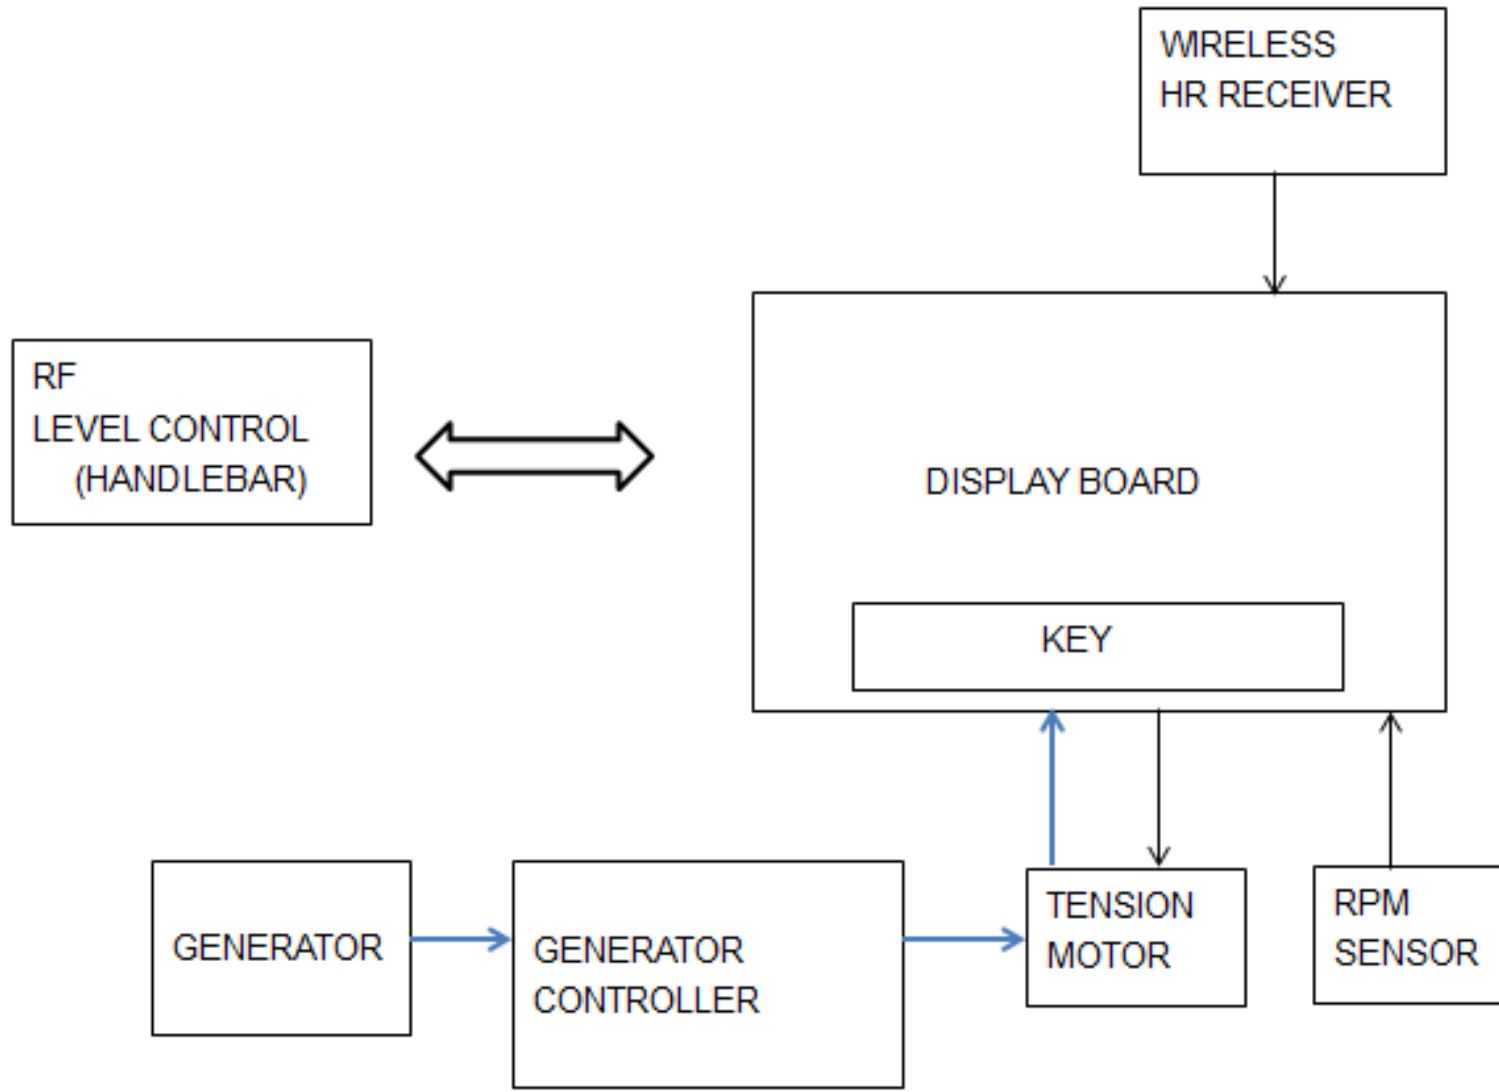 WIRELESS
HR RECEIVER
RF
LEVEL CONTROL
(HANDLEBAR)
DISPLAY BOARD
KEY
GENERATOR
GENERATOR
CONTROLLER
TENSION
MOTOR
RPM
SENSOR